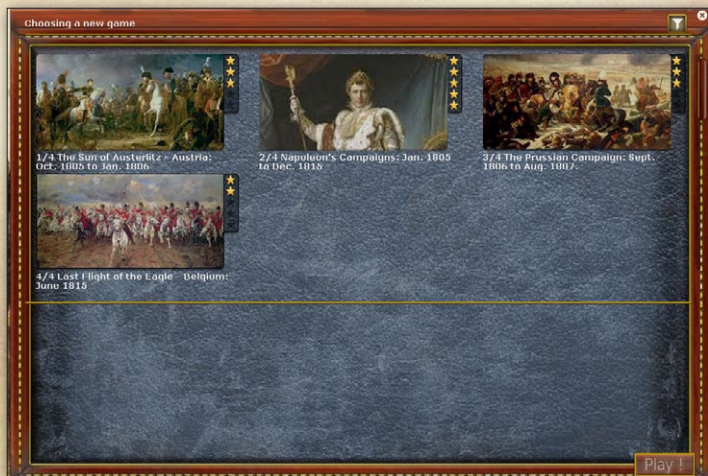 Choosing a new game
1/4 The Sun of Austerlitz - Austria:
Oct. 1805 to Jan. 1806
2/4 Napoleon's Campaigns: Jan. 1805
to Dec. 1815
3/4 The Prussian Campaign: Sept.
1806 to Aug. 1807.
4/4 Last Flight of the Eagle - Belgium:
June 1815
Play !